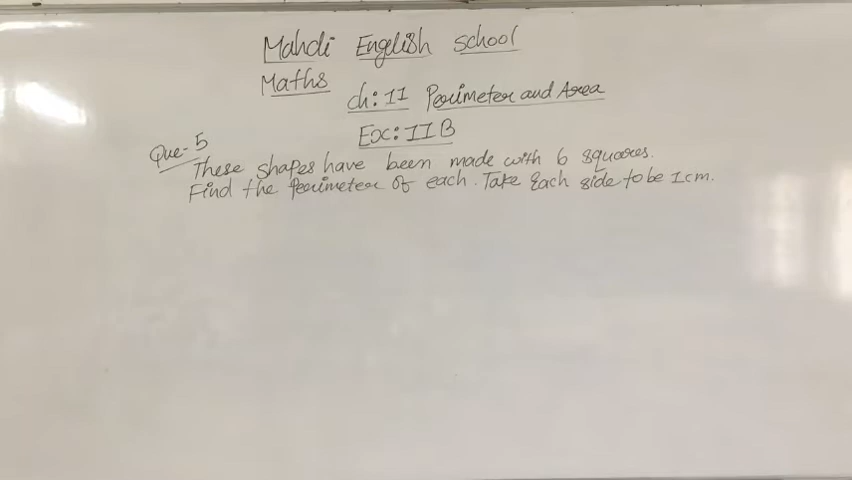 Mahdi English school
Maths
ch: 11 Perimeter and Area
Ex: 11 B
Que- 5
These shapes have been made with 6 squares.
Find the Perimeter of each. Take Each side to be 1cm.